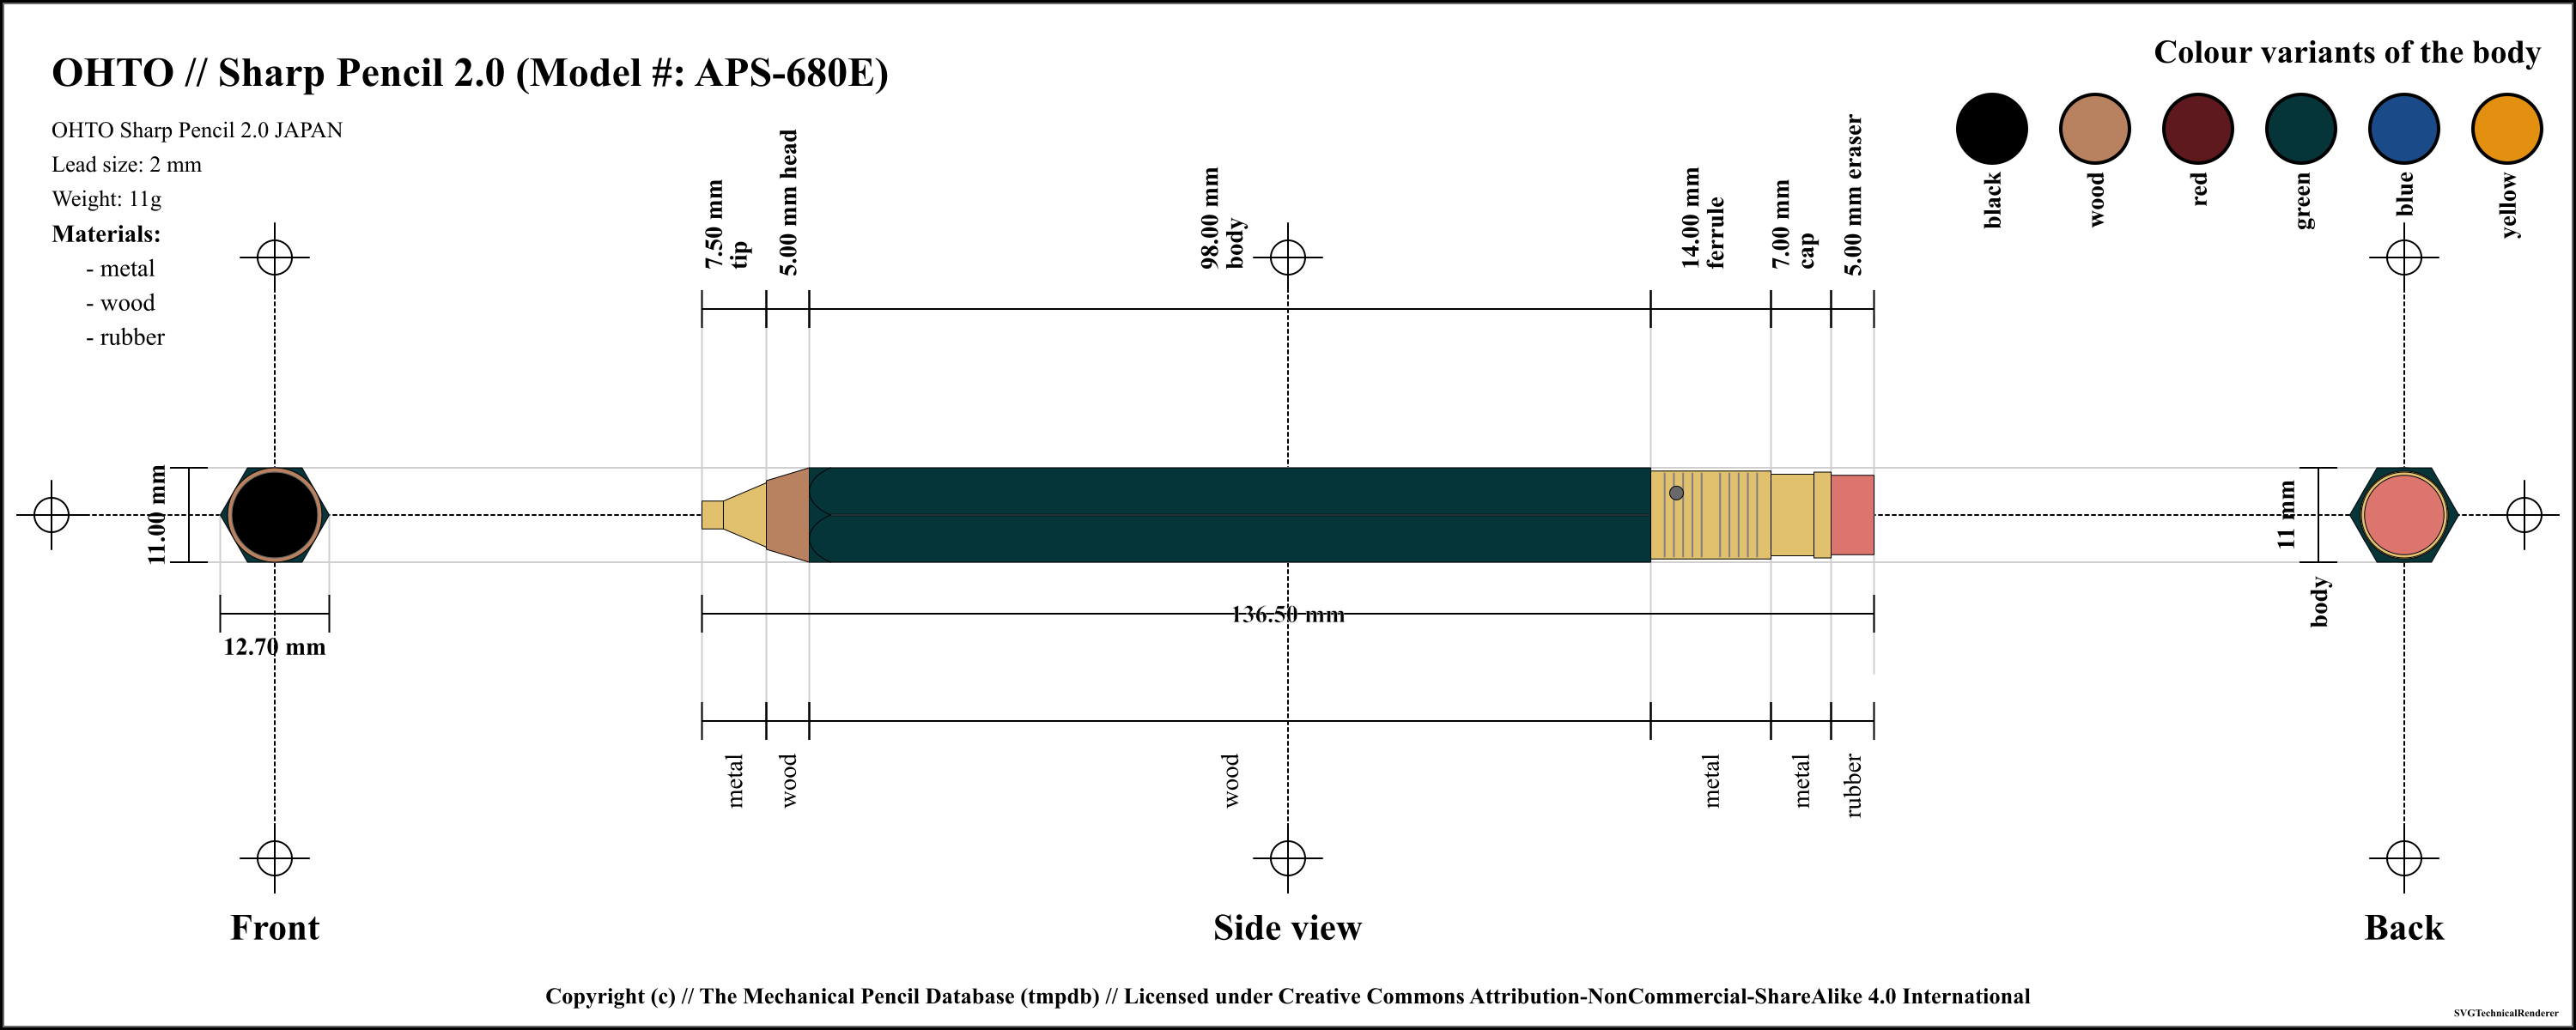 OHTO // Sharp Pencil 2.0 (Model #: APS-680E)
OHTO Sharp Pencil 2.0 JAPAN
Lead size: 2 mm
Weight: 11g
Materials:
- metal
- wood
- rubber
Colour variants of the body
black
wood
red
green
blue
yellow
7.50 mm
tip
5.00 mm head
98.00 mm
body
14.00 mm
ferrule
7.00 mm
cap
5.00 mm eraser
11.00 mm
12.70 mm
136.50 mm
11 mm
body
metal
wood
wood
metal
metal
rubber
Front
Side view
Back
Copyright (c) // The Mechanical Pencil Database (tmpdb) // Licensed under Creative Commons Attribution-NonCommercial-ShareAlike 4.0 International
SVGTechnicalRenderer